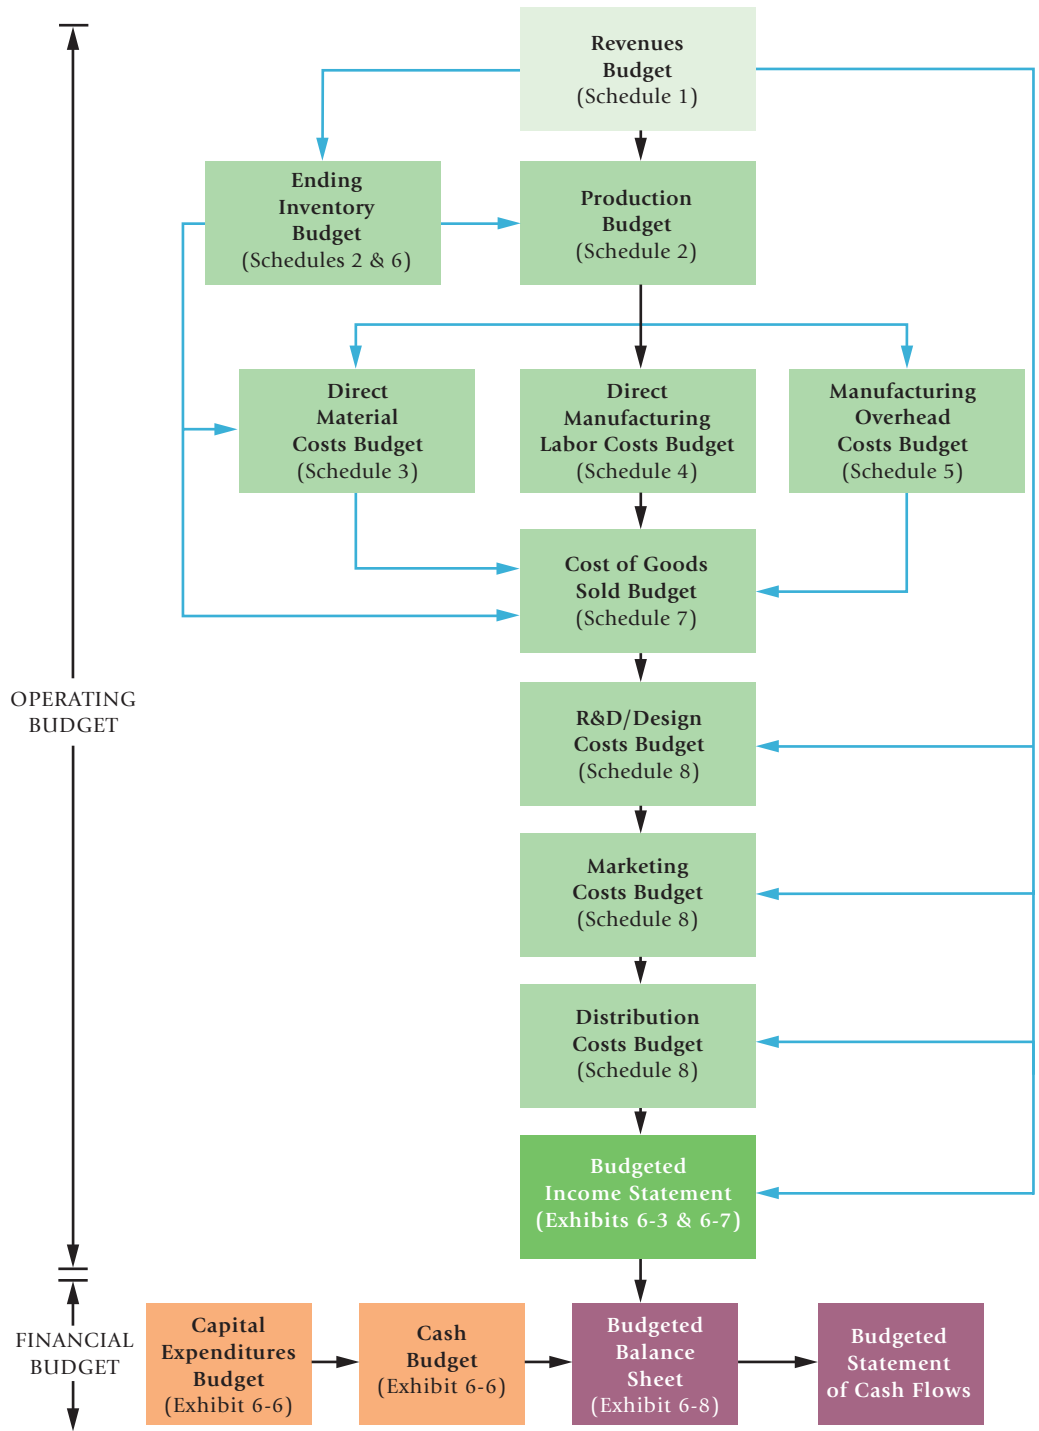 Revenues
Budget
(Schedule 1)
Ending
Inventory
Budget
(Schedules 2 & 6)
Production
Budget
(Schedule 2)
Direct
Material
Costs Budget
(Schedule 3)
Direct
Manufacturing
Labor Costs Budget
(Schedule 4)
Manufacturing
Overhead
Costs Budget
(Schedule 5)
Cost of Goods
Sold Budget
(Schedule 7)
OPERATING
BUDGET
R&D/Design
Costs Budget
(Schedule 8)
Marketing
Costs Budget
(Schedule 8)
Distribution
Costs Budget
(Schedule 8)
Budgeted
Income Statement
(Exhibits 6-3 & 6-7)
FINANCIAL
BUDGET
Capital
Expenditures
Budget
(Exhibit 6-6)
Cash
Budget
(Exhibit 6-6)
Budgeted
Balance
Sheet
(Exhibit 6-8)
Budgeted
Statement
of Cash Flows